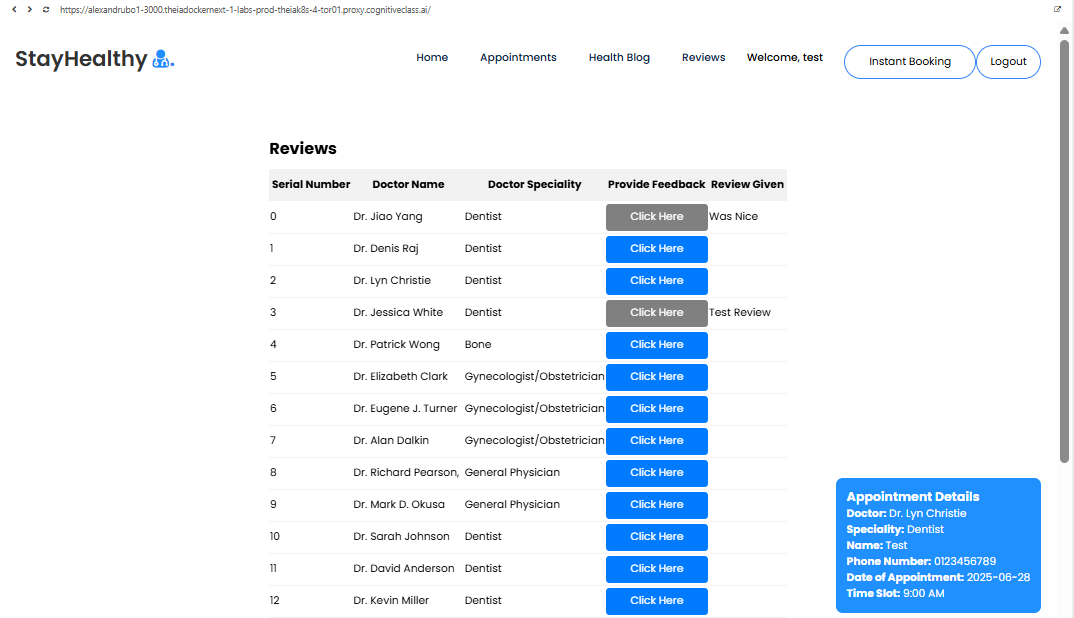 https://alexandrubo1-3000.theiadockernext-1-labs-prod-theiak8s-4-tor01.proxy.cognitiveclass.ai/
StayHealthy
Home Appointments Health Blog Reviews Welcome, test Instant Booking Logout
Reviews
Serial Number Doctor Name Doctor Speciality Provide Feedback Review Given
0 Dr. Jiao Yang Dentist Click Here Was Nice
1 Dr. Denis Raj Dentist Click Here
2 Dr. Lyn Christie Dentist Click Here
3 Dr. Jessica White Dentist Click Here Test Review
4 Dr. Patrick Wong Bone Click Here
5 Dr. Elizabeth Clark Gynecologist/Obstetrician Click Here
6 Dr. Eugene J. Turner Gynecologist/Obstetrician Click Here
7 Dr. Alan Dalkin Gynecologist/Obstetrician Click Here
8 Dr. Richard Pearson, General Physician Click Here
9 Dr. Mark D. Okusa General Physician Click Here
10 Dr. Sarah Johnson Dentist Click Here
11 Dr. David Anderson Dentist Click Here
12 Dr. Kevin Miller Dentist Click Here
Appointment Details
Doctor: Dr. Lyn Christie
Speciality: Dentist
Name: Test
Phone Number: 0123456789
Date of Appointment: 2025-06-28
Time Slot: 9:00 AM